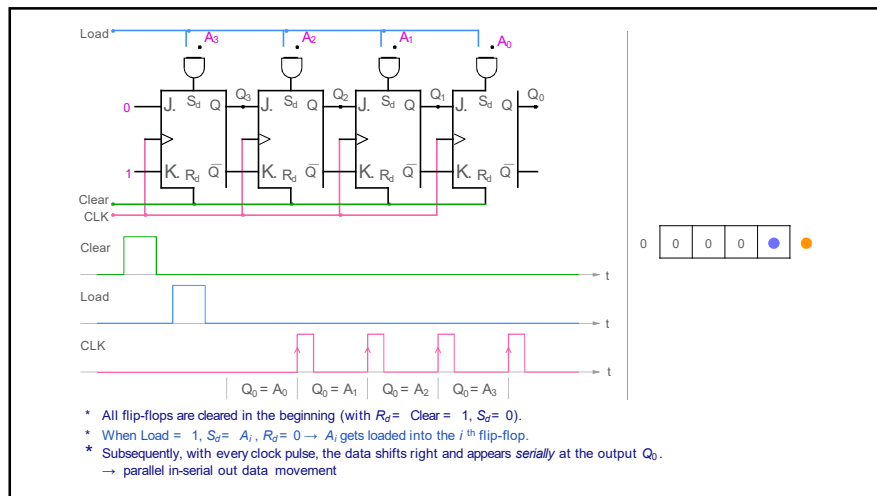 Load
A3 A2 A1 A0
J. Sd Q Q3 J. Sd Q Q2 J. Sd Q Q1 J. Sd Q Q0
0
1
K. Rd Q̅ K. Rd Q̅ K. Rd Q̅ K. Rd Q̅
Clear
CLK
0 0 0 0
Clear
t
Load
t
CLK
t
Q0 = A0 Q0 = A1 Q0 = A2 Q0 = A3
* All flip-flops are cleared in the beginning (with Rd = Clear = 1, Sd = 0).
* When Load = 1, Sd = Ai , Rd = 0 → Ai gets loaded into the i th flip-flop.
* Subsequently, with every clock pulse, the data shifts right and appears serially at the output Q0 .
→ parallel in-serial out data movement